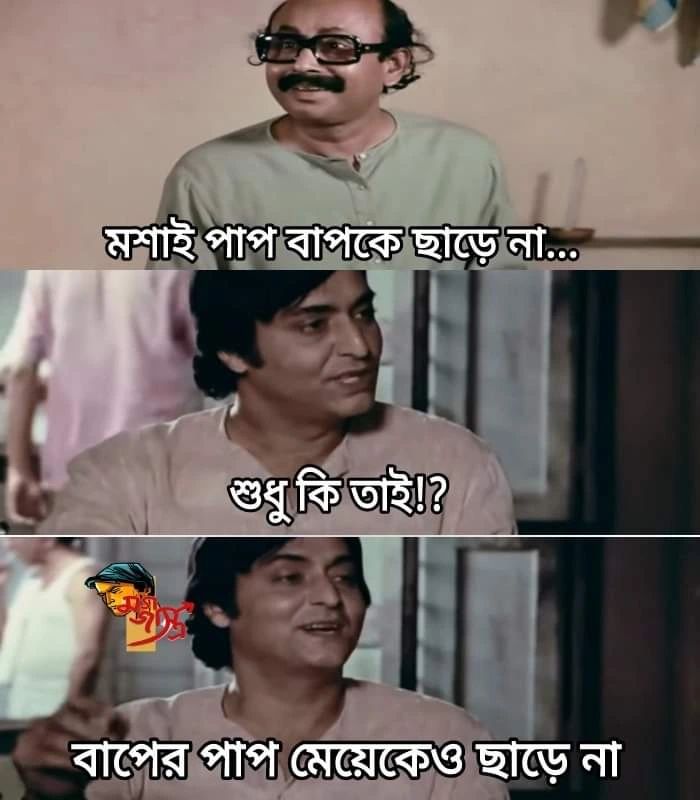 মশাই পাপ বাপকে ছাড়ে না...
শুধু কি তাই!?
বাপের পাপ মেয়েকেও ছাড়ে না